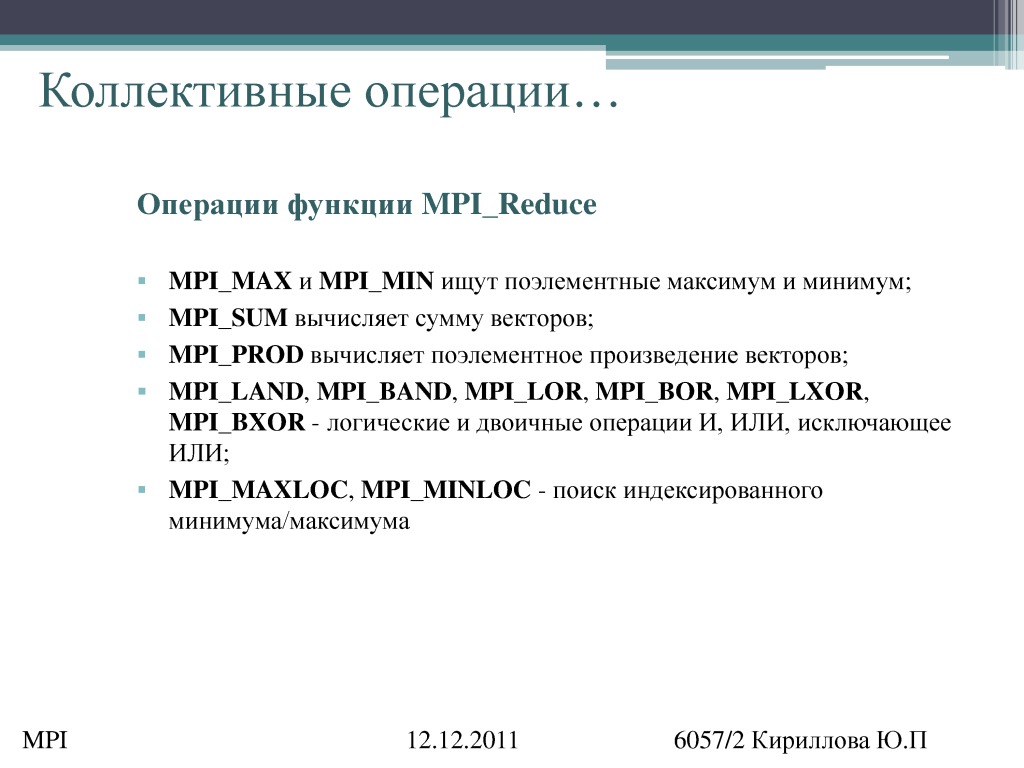 Коллективные операции…
Операции функции MPI_Reduce
▪ MPI_MAX и MPI_MIN ищут поэлементные максимум и минимум;
▪ MPI_SUM вычисляет сумму векторов;
▪ MPI_PROD вычисляет поэлементное произведение векторов;
▪ MPI_LAND, MPI_BAND, MPI_LOR, MPI_BOR, MPI_LXOR,
MPI_BXOR - логические и двоичные операции И, ИЛИ, исключающее
ИЛИ;
▪ MPI_MAXLOC, MPI_MINLOC - поиск индексированного
минимума/максимума
MPI 12.12.2011 6057/2 Кириллова Ю.П